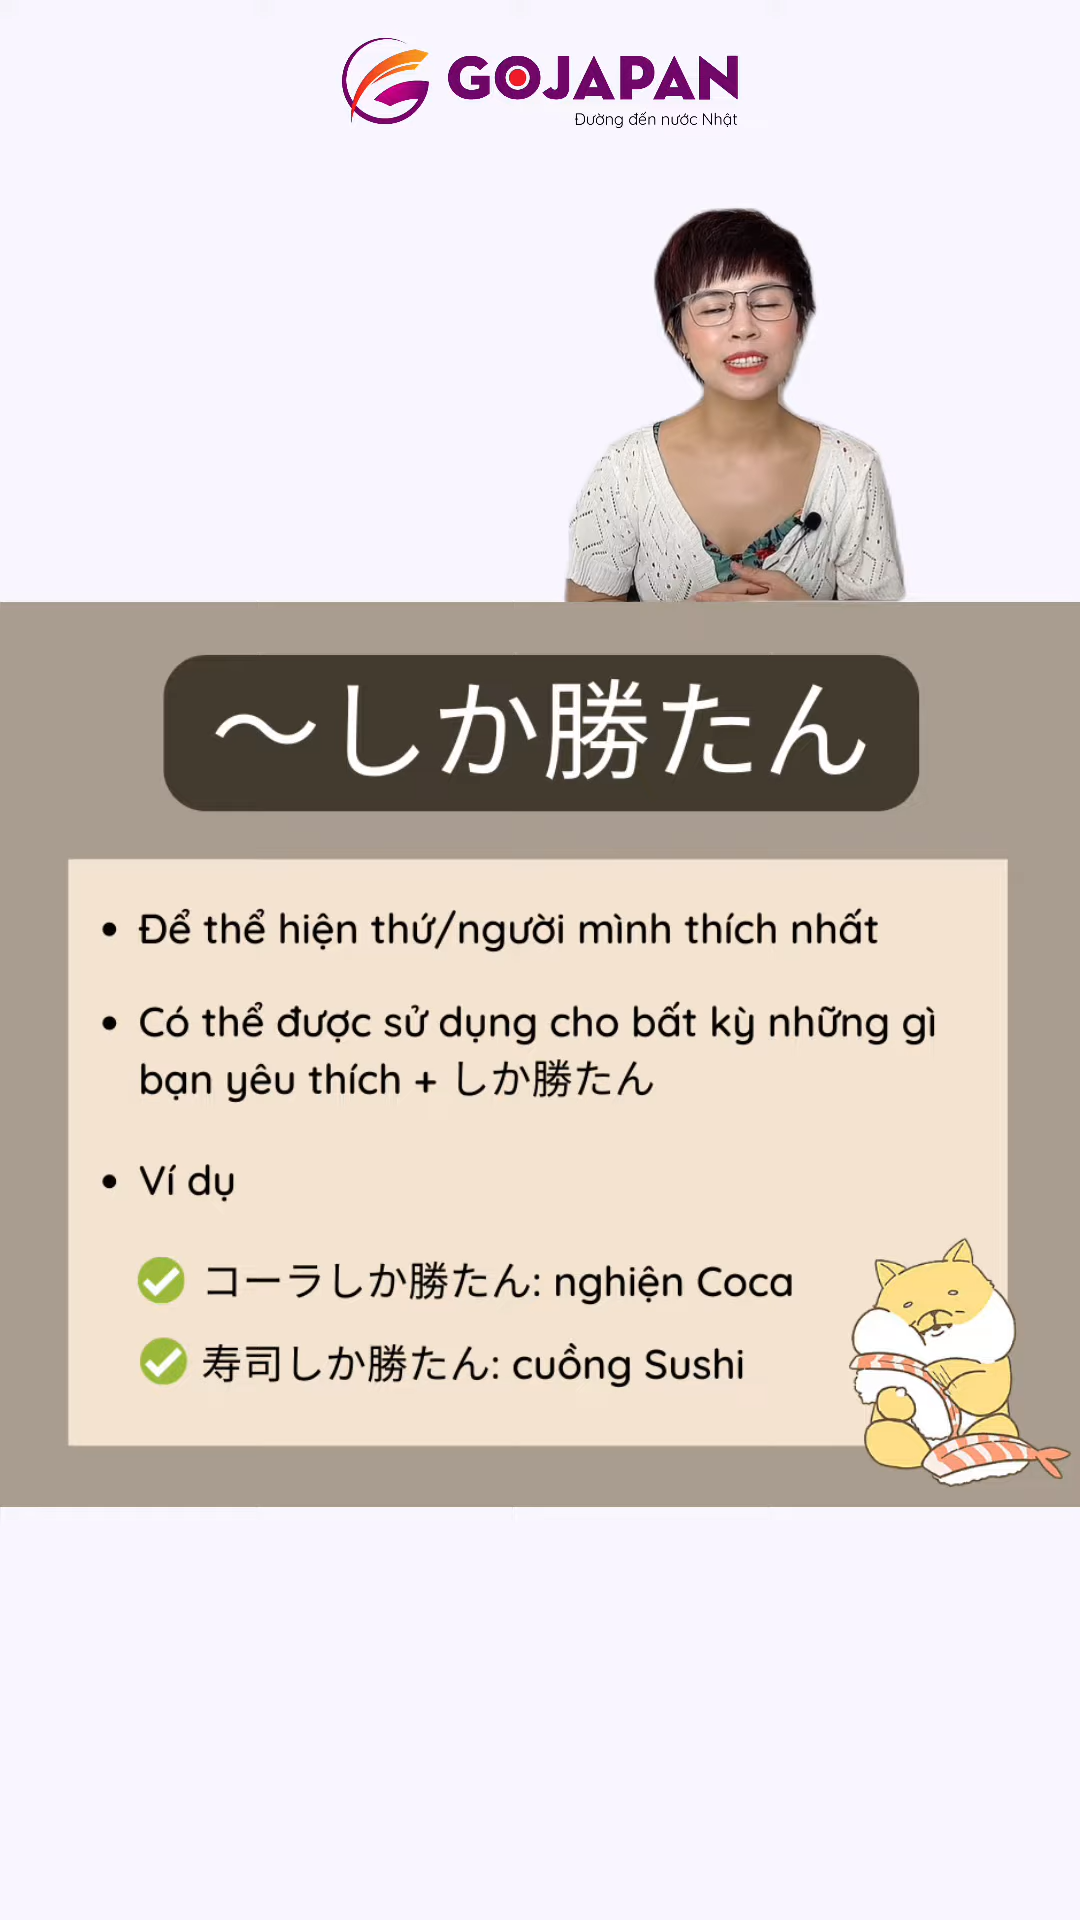 GOJAPAN
Đường đến nước Nhật
～しか勝たん
• Để thể hiện thứ/người mình thích nhất
• Có thể được sử dụng cho bất kỳ những gì
bạn yêu thích + しか勝たん
• Ví dụ
コーラしか勝たん: nghiện Coca
寿司しか勝たん: cuồng Sushi